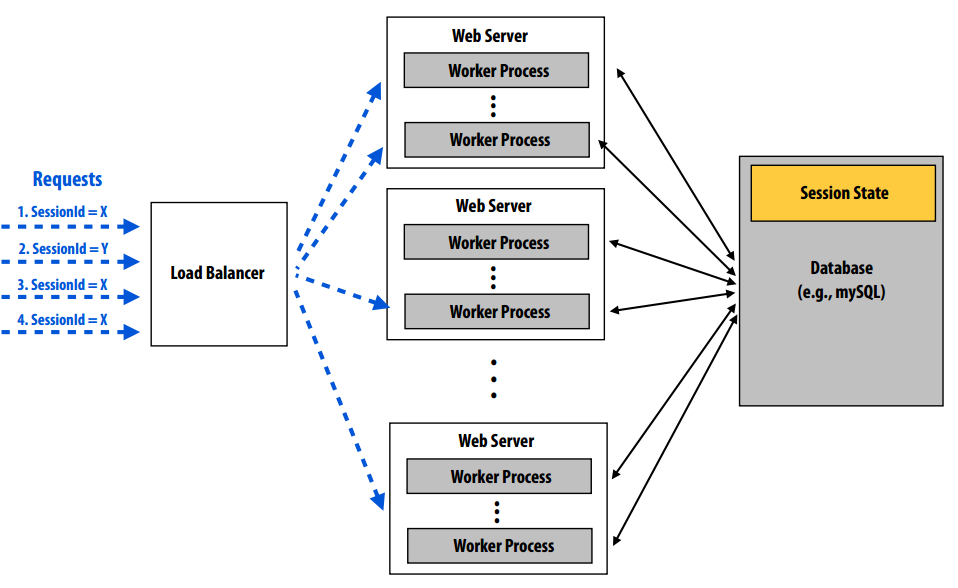 Requests
1. SessionId = X
2. SessionId = Y
3. SessionId = X
4. SessionId = X
Load Balancer
Web Server
Worker Process
Worker Process
Web Server
Worker Process
Worker Process
Web Server
Worker Process
Worker Process
Session State
Database
(e.g., mySQL)